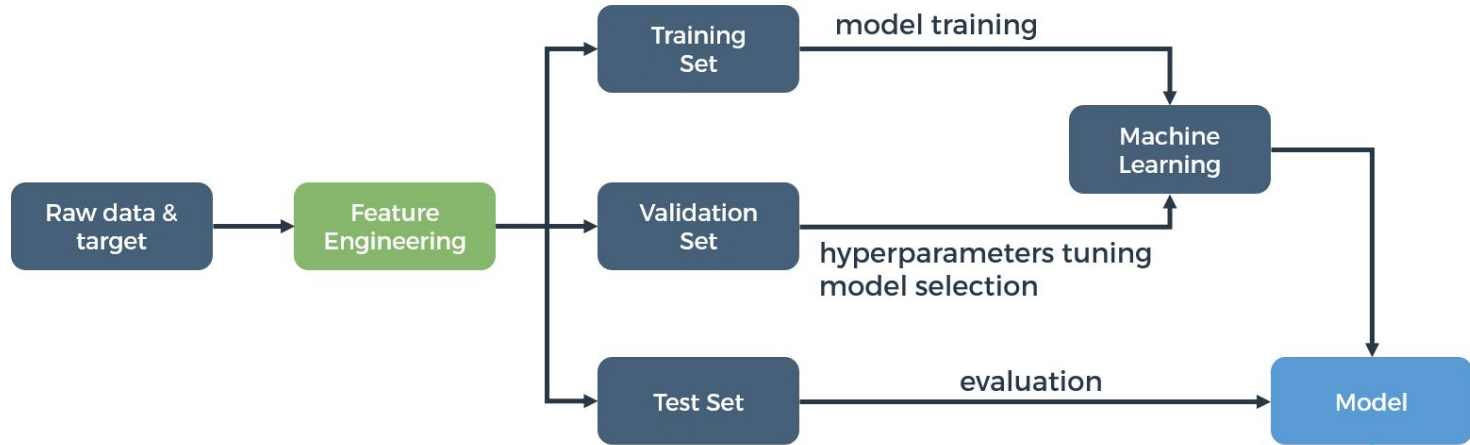 Raw data &
target
Feature
Engineering
Training
Set
model training
Validation
Set
hyperparameters tuning
model selection
Test Set
evaluation
Machine
Learning
Model